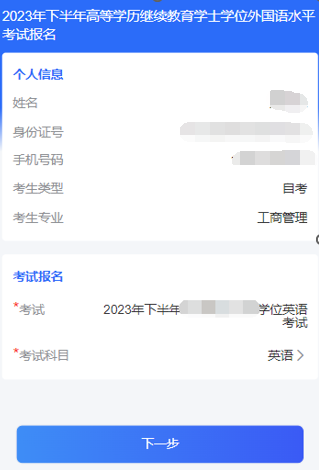 2023年下半年高等学历继续教育学士学位外国语水平
考试报名
个人信息
姓名
身份证号
手机号码
考生类型 目考
考生专业 工商管理
考试报名
*考试 2023年下半年 学位英语
考试
*考试科目 英语 >
下一步